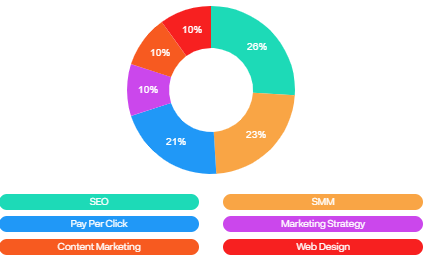 10%
26%
10%
10%
23%
21%
SEO
SMM
Pay Per Click
Marketing Strategy
Content Marketing
Web Design